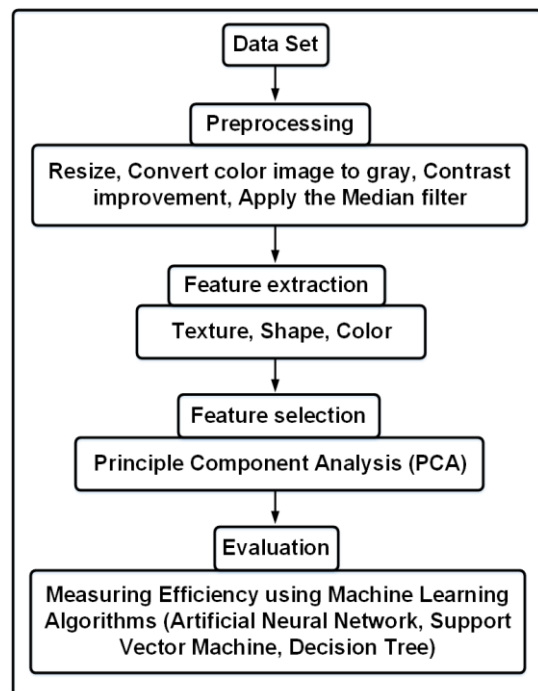 Data Set
Preprocessing
Resize, Convert color image to gray, Contrast
improvement, Apply the Median filter
Feature extraction
Texture, Shape, Color
Feature selection
Principle Component Analysis (PCA)
Evaluation
Measuring Efficiency using Machine Learning
Algorithms (Artificial Neural Network, Support
Vector Machine, Decision Tree)